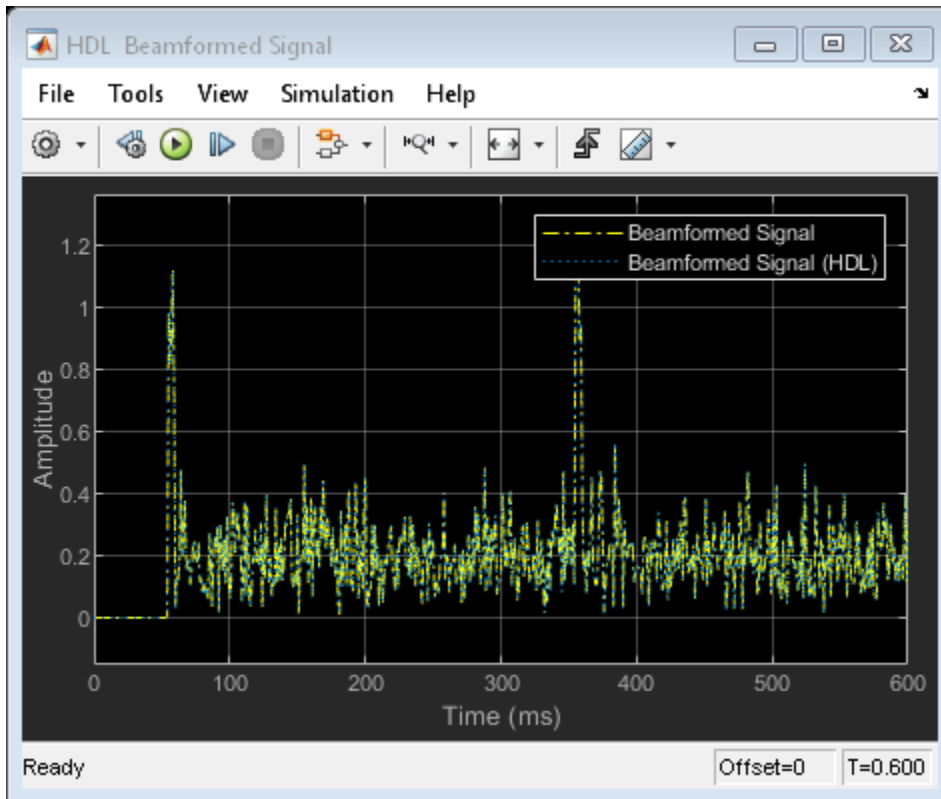 HDL Beamformed Signal
File Tools View Simulation Help
Beamformed Signal
Beamformed Signal (HDL)
1.2
1
0.8
0.6
0.4
0.2
0
Amplitude
0 100 200 300 400 500 600
Time (ms)
Ready Offset=0 T=0.600